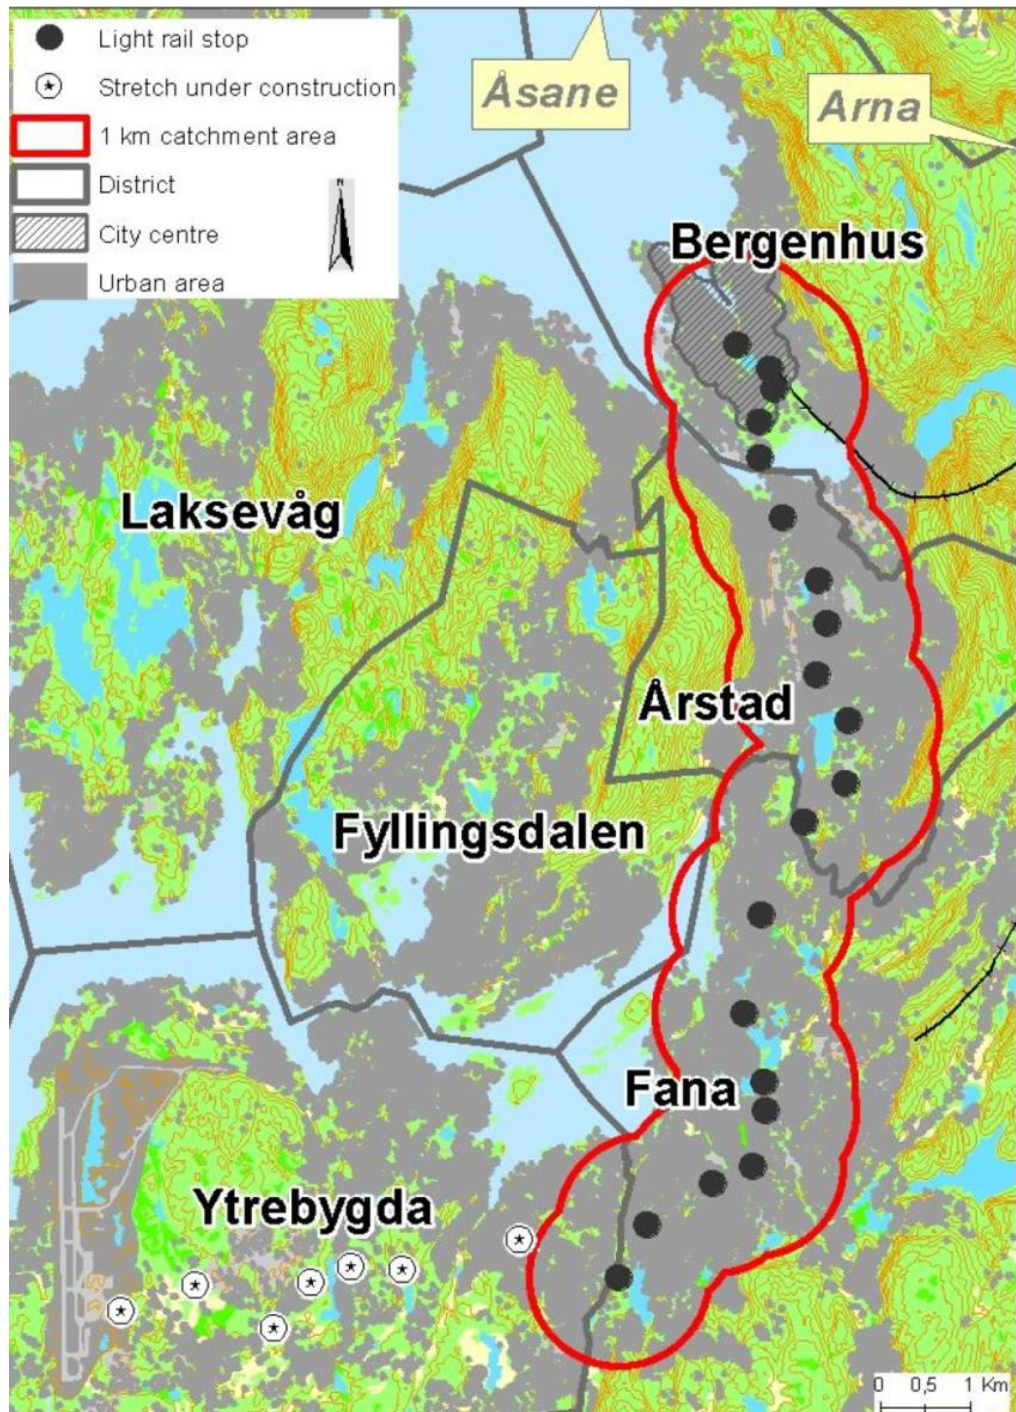 Light rail stop
Stretch under construction
1 km catchment area
District
City centre
Urban area
N
Åsane
Arna
Bergenhus
Laksevåg
Årstad
Fyllingsdalen
Fana
Ytrebygda
0 0,5 1 Km